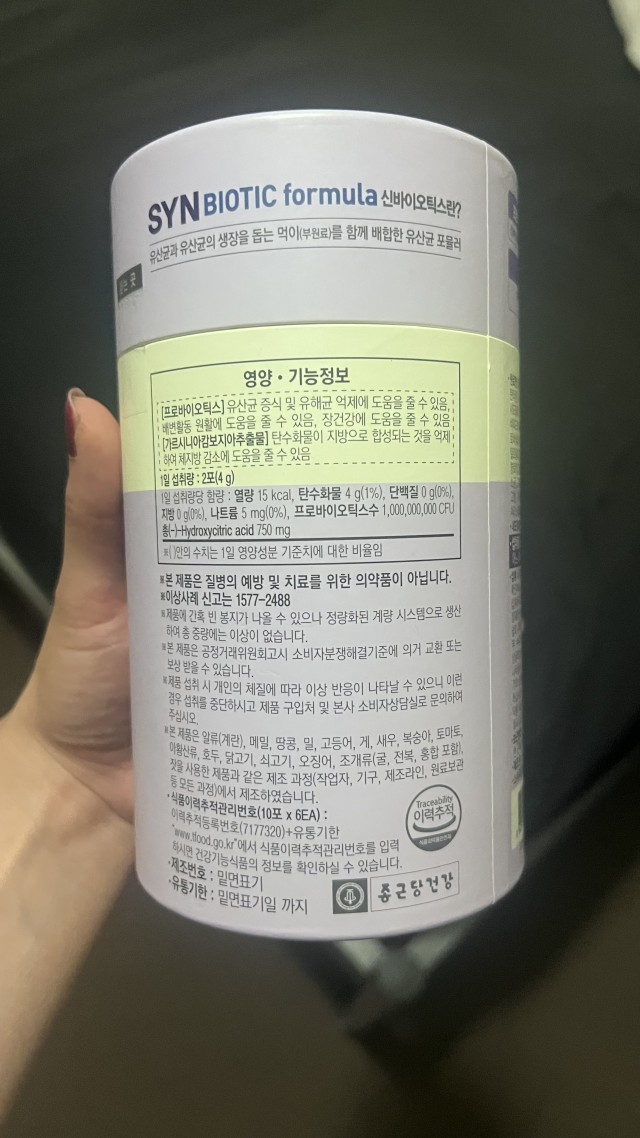 SYNBIOTIC formula 신바이오틱스란?
유산균과 유산균의 생장을 돕는 먹이(부원료)를 함께 배합한 유산균 포뮬러
영양 • 기능정보
[프로바이오틱스] 유산균 증식 및 유해균 억제에 도움을 줄 수 있음,
배변활동 원활에 도움을 줄 수 있음, 장건강에 도움을 줄 수 있음
[가르시니아캄보지아추출물] 탄수화물이 지방으로 합성되는 것을 억제
하여 체지방 감소에 도움을 줄 수 있음
1일 섭취량 : 2포(4 g)
1일 섭취량당 함량 : 열량 15 kcal, 탄수화물 4 g(1%), 단백질 0 g(0%),
지방 0 g(0%), 나트륨 5 mg(0%), 프로바이오틱스수 1,000,000,000 CFU
총(-)-Hydroxycitric acid 750 mg
※( )안의 수치는 1일 영양성분 기준치에 대한 비율임
※본 제품은 질병의 예방 및 치료를 위한 의약품이 아닙니다.
※이상사례 신고는 1577-2488
※제품에 간혹 빈 봉지가 나올 수 있으나 정량화된 계량 시스템으로 생산
하여 총 중량에는 이상이 없습니다.
※본 제품은 공정거래위원회고시 소비자분쟁해결기준에 의거 교환 또는
보상 받을 수 있습니다.
※제품 섭취 시 개인의 체질에 따라 이상 반응이 나타날 수 있으니 이런
경우 섭취를 중단하시고 제품 구입처 및 본사 소비자상담실로 문의하여
주십시오.
※본 제품은 알류(계란), 메밀, 땅콩, 밀, 고등어, 게, 새우, 복숭아, 토마토,
아황산류, 호두, 닭고기, 쇠고기, 오징어, 조개류(굴, 전복, 홍합 포함),
잣을 사용한 제품과 같은 제조 과정(작업자, 기구, 제조라인, 원료보관
등 모든 과정)에서 제조하였습니다.
·식품이력추적관리번호(10포 x 6EA) :
이력추적등록번호(7177320)+유통기한
"www.tfood.go.kr"에서 식품이력추적관리번호를 입력
하시면 건강기능식품의 정보를 확인하실 수 있습니다.
·제조번호 : 밑면표기
·유통기한 : 밑면표기일 까지
Traceability
이력추적
종근당건강